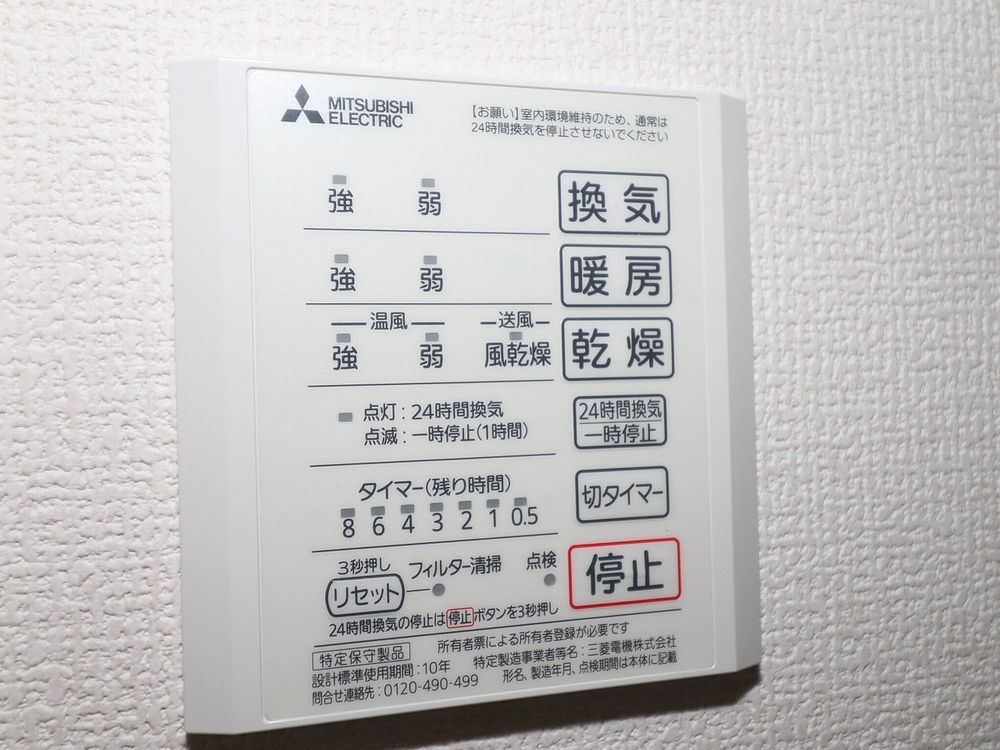 MITSUBISHI
ELECTRIC
【お願い】室内環境維持のため、通常は
24時間換気を停止させないでください
強 弱 換気
強 弱 暖房
温風 送風
強 弱 風乾燥 乾燥
点灯：24時間換気
点滅：一時停止(1時間)
24時間換気
一時停止
タイマー(残り時間)
8 6 4 3 2 1 0.5
切タイマー
3秒押し
リセット
フィルター清掃
点検
停止
24時間換気の停止は停止ボタンを3秒押し
特定保守製品
所有者票による所有者登録が必要です
設計標準使用期間：10年
特定製造事業者等名：三菱電機株式会社
問合せ連絡先：0120-490-499
形名、製造年月、点検期間は本体に記載